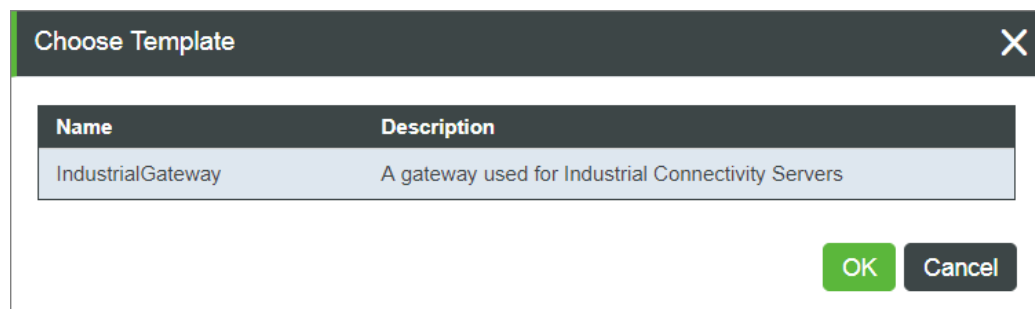 Choose Template
Name Description
IndustrialGateway A gateway used for Industrial Connectivity Servers
OK Cancel